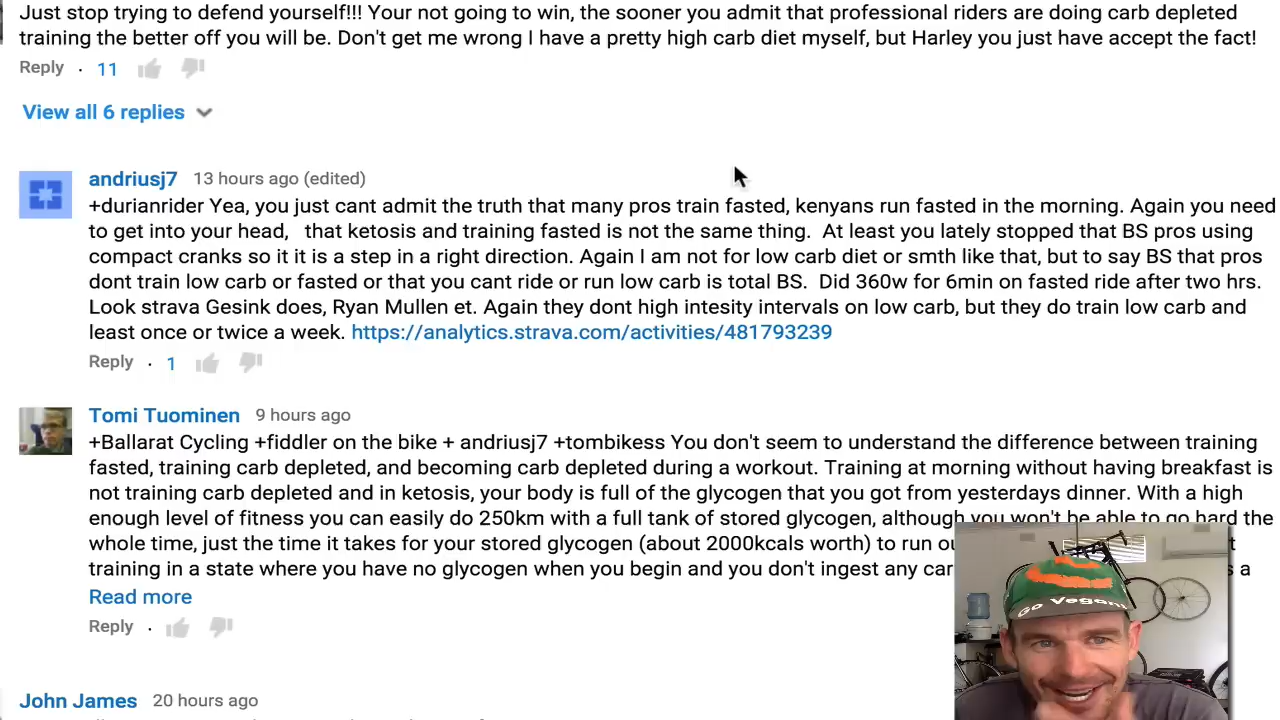 Just stop trying to defend yourself!!! Your not going to win, the sooner you admit that professional riders are doing carb depleted
training the better off you will be. Don't get me wrong I have a pretty high carb diet myself, but Harley you just have accept the fact!
Reply · 11
View all 6 replies
andriusj7 13 hours ago (edited)
+durianrider Yea, you just cant admit the truth that many pros train fasted, kenyans run fasted in the morning. Again you need
to get into your head, that ketosis and training fasted is not the same thing. At least you lately stopped that BS pros using
compact cranks so it it is a step in a right direction. Again I am not for low carb diet or smth like that, but to say BS that pros
dont train low carb or fasted or that you cant ride or run low carb is total BS. Did 360w for 6min on fasted ride after two hrs.
Look strava Gesink does, Ryan Mullen et. Again they dont high intesity intervals on low carb, but they do train low carb and
least once or twice a week. https://analytics.strava.com/activities/481793239
Reply · 1
Tomi Tuominen 9 hours ago
+Ballarat Cycling +fiddler on the bike + andriusj7 +tombikess You don't seem to understand the difference between training
fasted, training carb depleted, and becoming carb depleted during a workout. Training at morning without having breakfast is
not training carb depleted and in ketosis, your body is full of the glycogen that you got from yesterdays dinner. With a high
enough level of fitness you can easily do 250km with a full tank of stored glycogen, although you won't be able to go hard the
whole time, just the time it takes for your stored glycogen (about 2000kcals worth) to run
training in a state where you have no glycogen when you begin and you don't ingest any a
Read more
Reply ·
Go Vegan
John James 20 hours ago